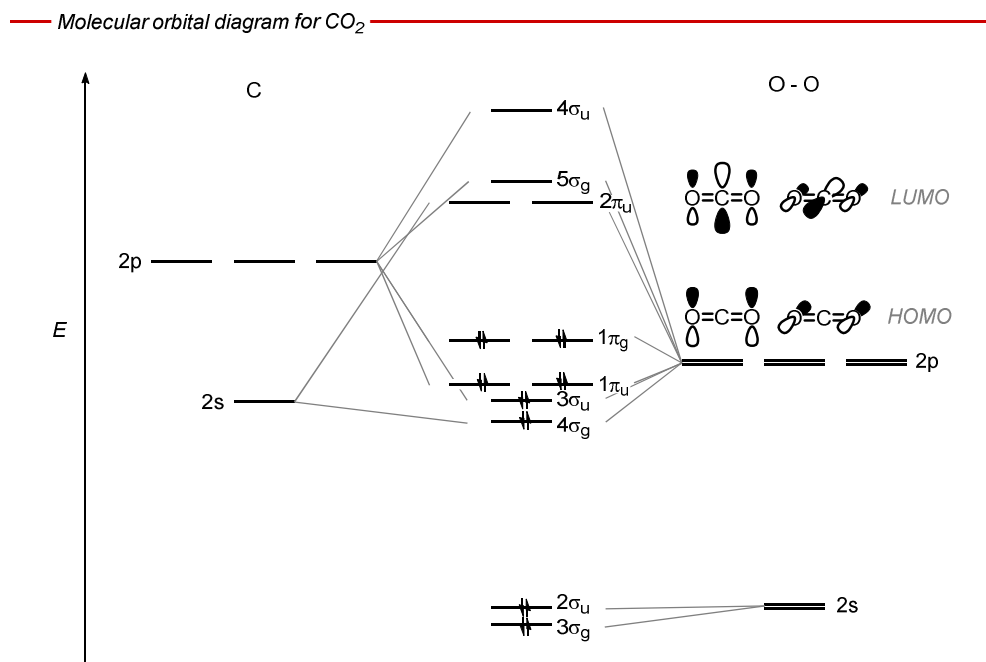 Molecular orbital diagram for CO2
C
O - O
4σu
5σg
2πu
O=C=O O=C=O LUMO
2p
O=C=O O=C=O HOMO
E
1πg
2p
1πu
2s
3σu
4σg
2σu
2s
3σg